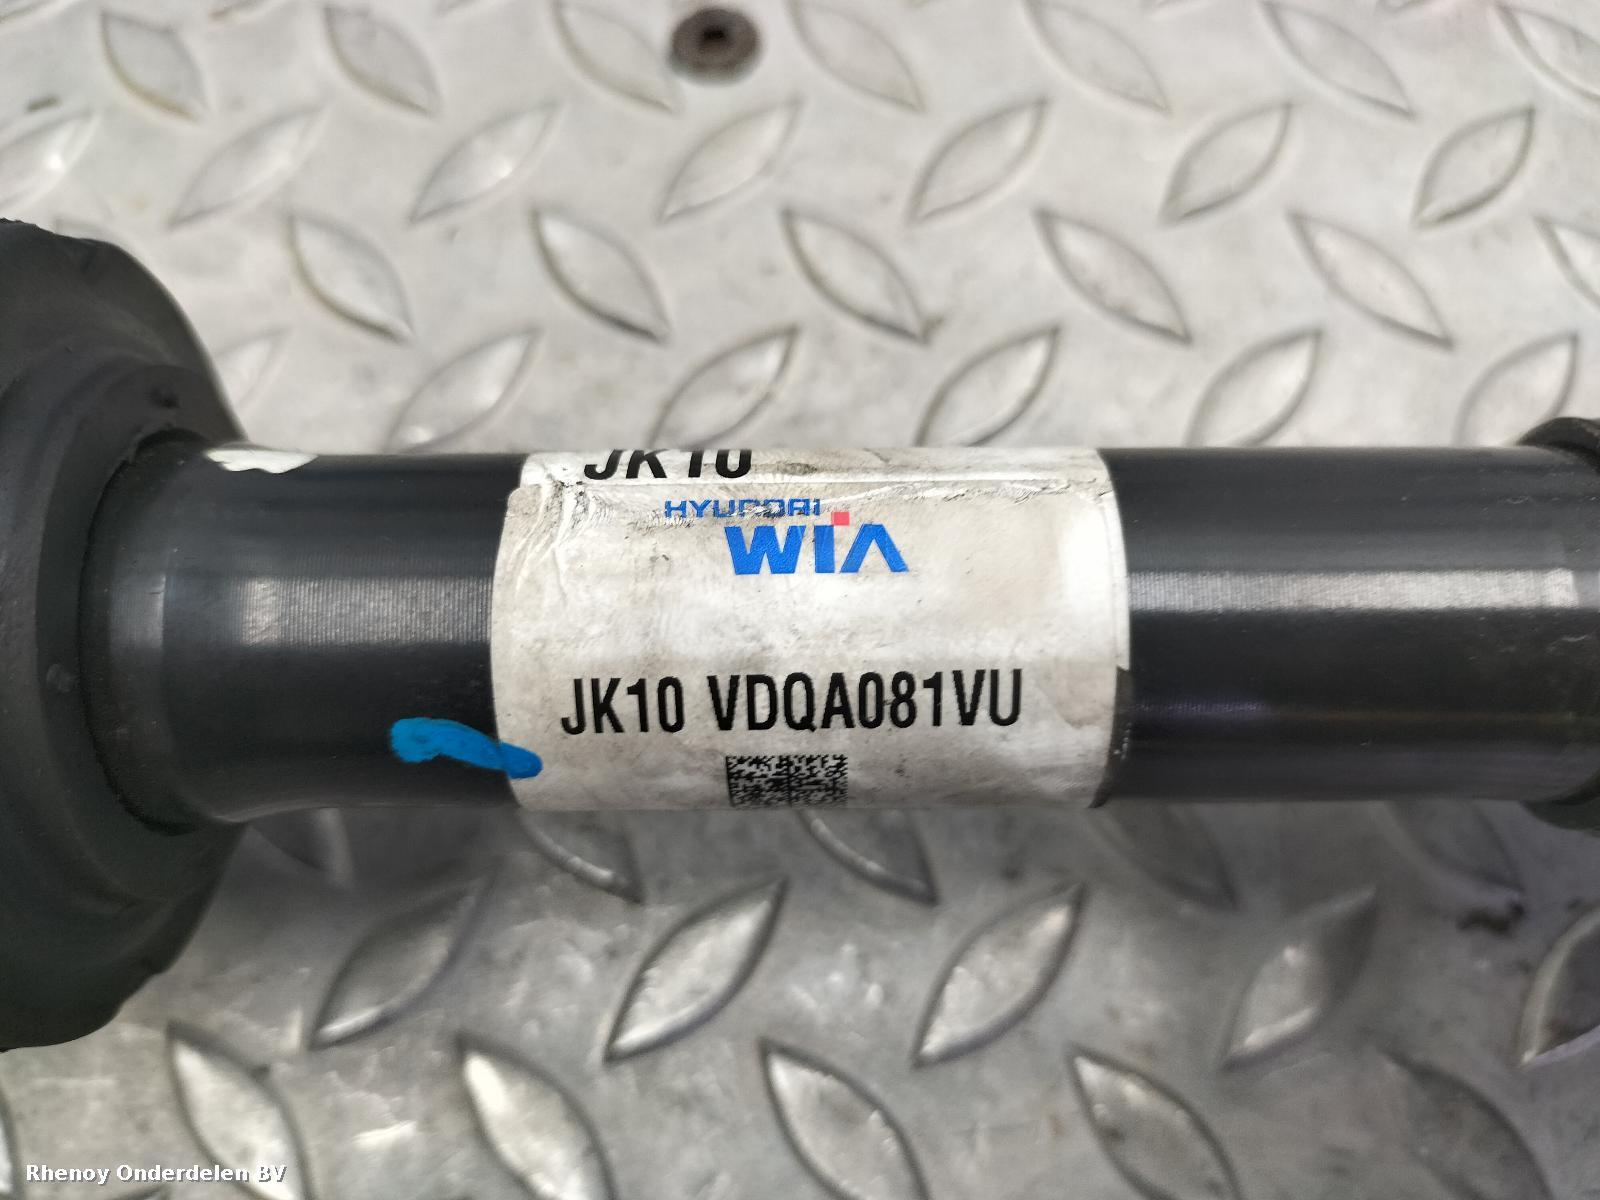 JK10
HYUNDAI
WIA
JK10 VDQA081VU
Rhenoy Onderdelen BV